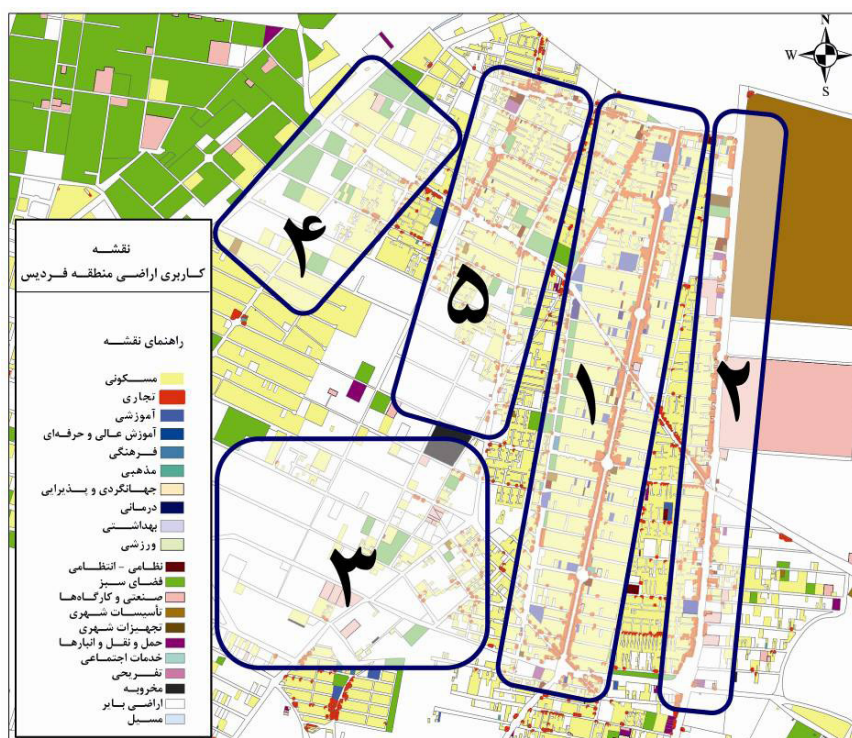 N
W
S
۴
۵
۱
۲
۳
نقشه
کاربری اراضی منطقه فردیس
راهنمای نقشه
مسکونی
تجاری
آموزشی
آموزش عالی و حرفه‌ای
فرهنگی
مذهبی
جهانگردی و پذیرایی
درمانی
بهداشتی
ورزشی
نظامی - انتظامی
فضای سبز
صنعتی و کارگاه‌ها
تأسیسات شهری
تجهیزات شهری
حمل و نقل و انبارها
خدمات اجتماعی
تفریحی
مخروبه
اراضی بایر
مسیل